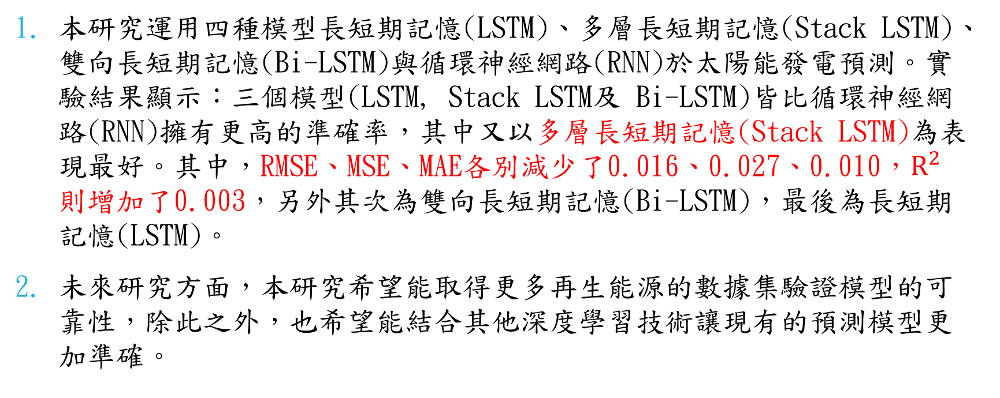 1. 本研究運用四種模型長短期記憶(LSTM)、多層長短期記憶(Stack LSTM)、
雙向長短期記憶(Bi-LSTM)與循環神經網路(RNN)於太陽能發電預測。實
驗結果顯示：三個模型(LSTM, Stack LSTM及 Bi-LSTM)皆比循環神經網
路(RNN)擁有更高的準確率，其中又以多層長短期記憶(Stack LSTM)為表
現最好。其中，RMSE、MSE、MAE各別減少了0.016、0.027、0.010，R²
則增加了0.003，另外其次為雙向長短期記憶(Bi-LSTM)，最後為長短期
記憶(LSTM)。
2. 未來研究方面，本研究希望能取得更多再生能源的數據集驗證模型的可
靠性，除此之外，也希望能結合其他深度學習技術讓現有的預測模型更
加準確。